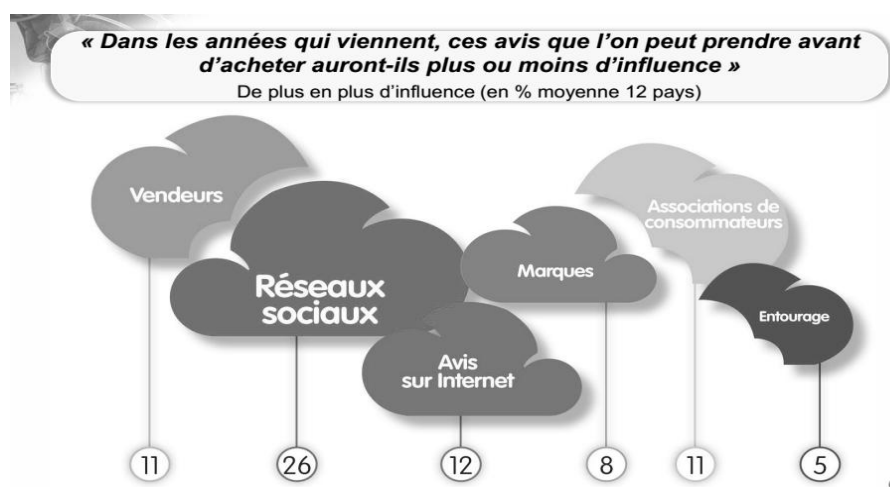 « Dans les années qui viennent, ces avis que l'on peut prendre avant
d'acheter auront-ils plus ou moins d'influence »
De plus en plus d'influence (en % moyenne 12 pays)
Vendeurs
Réseaux
sociaux
Avis
sur Internet
Marques
Associations de
consommateurs
Entourage
11
26
12
8
11
5